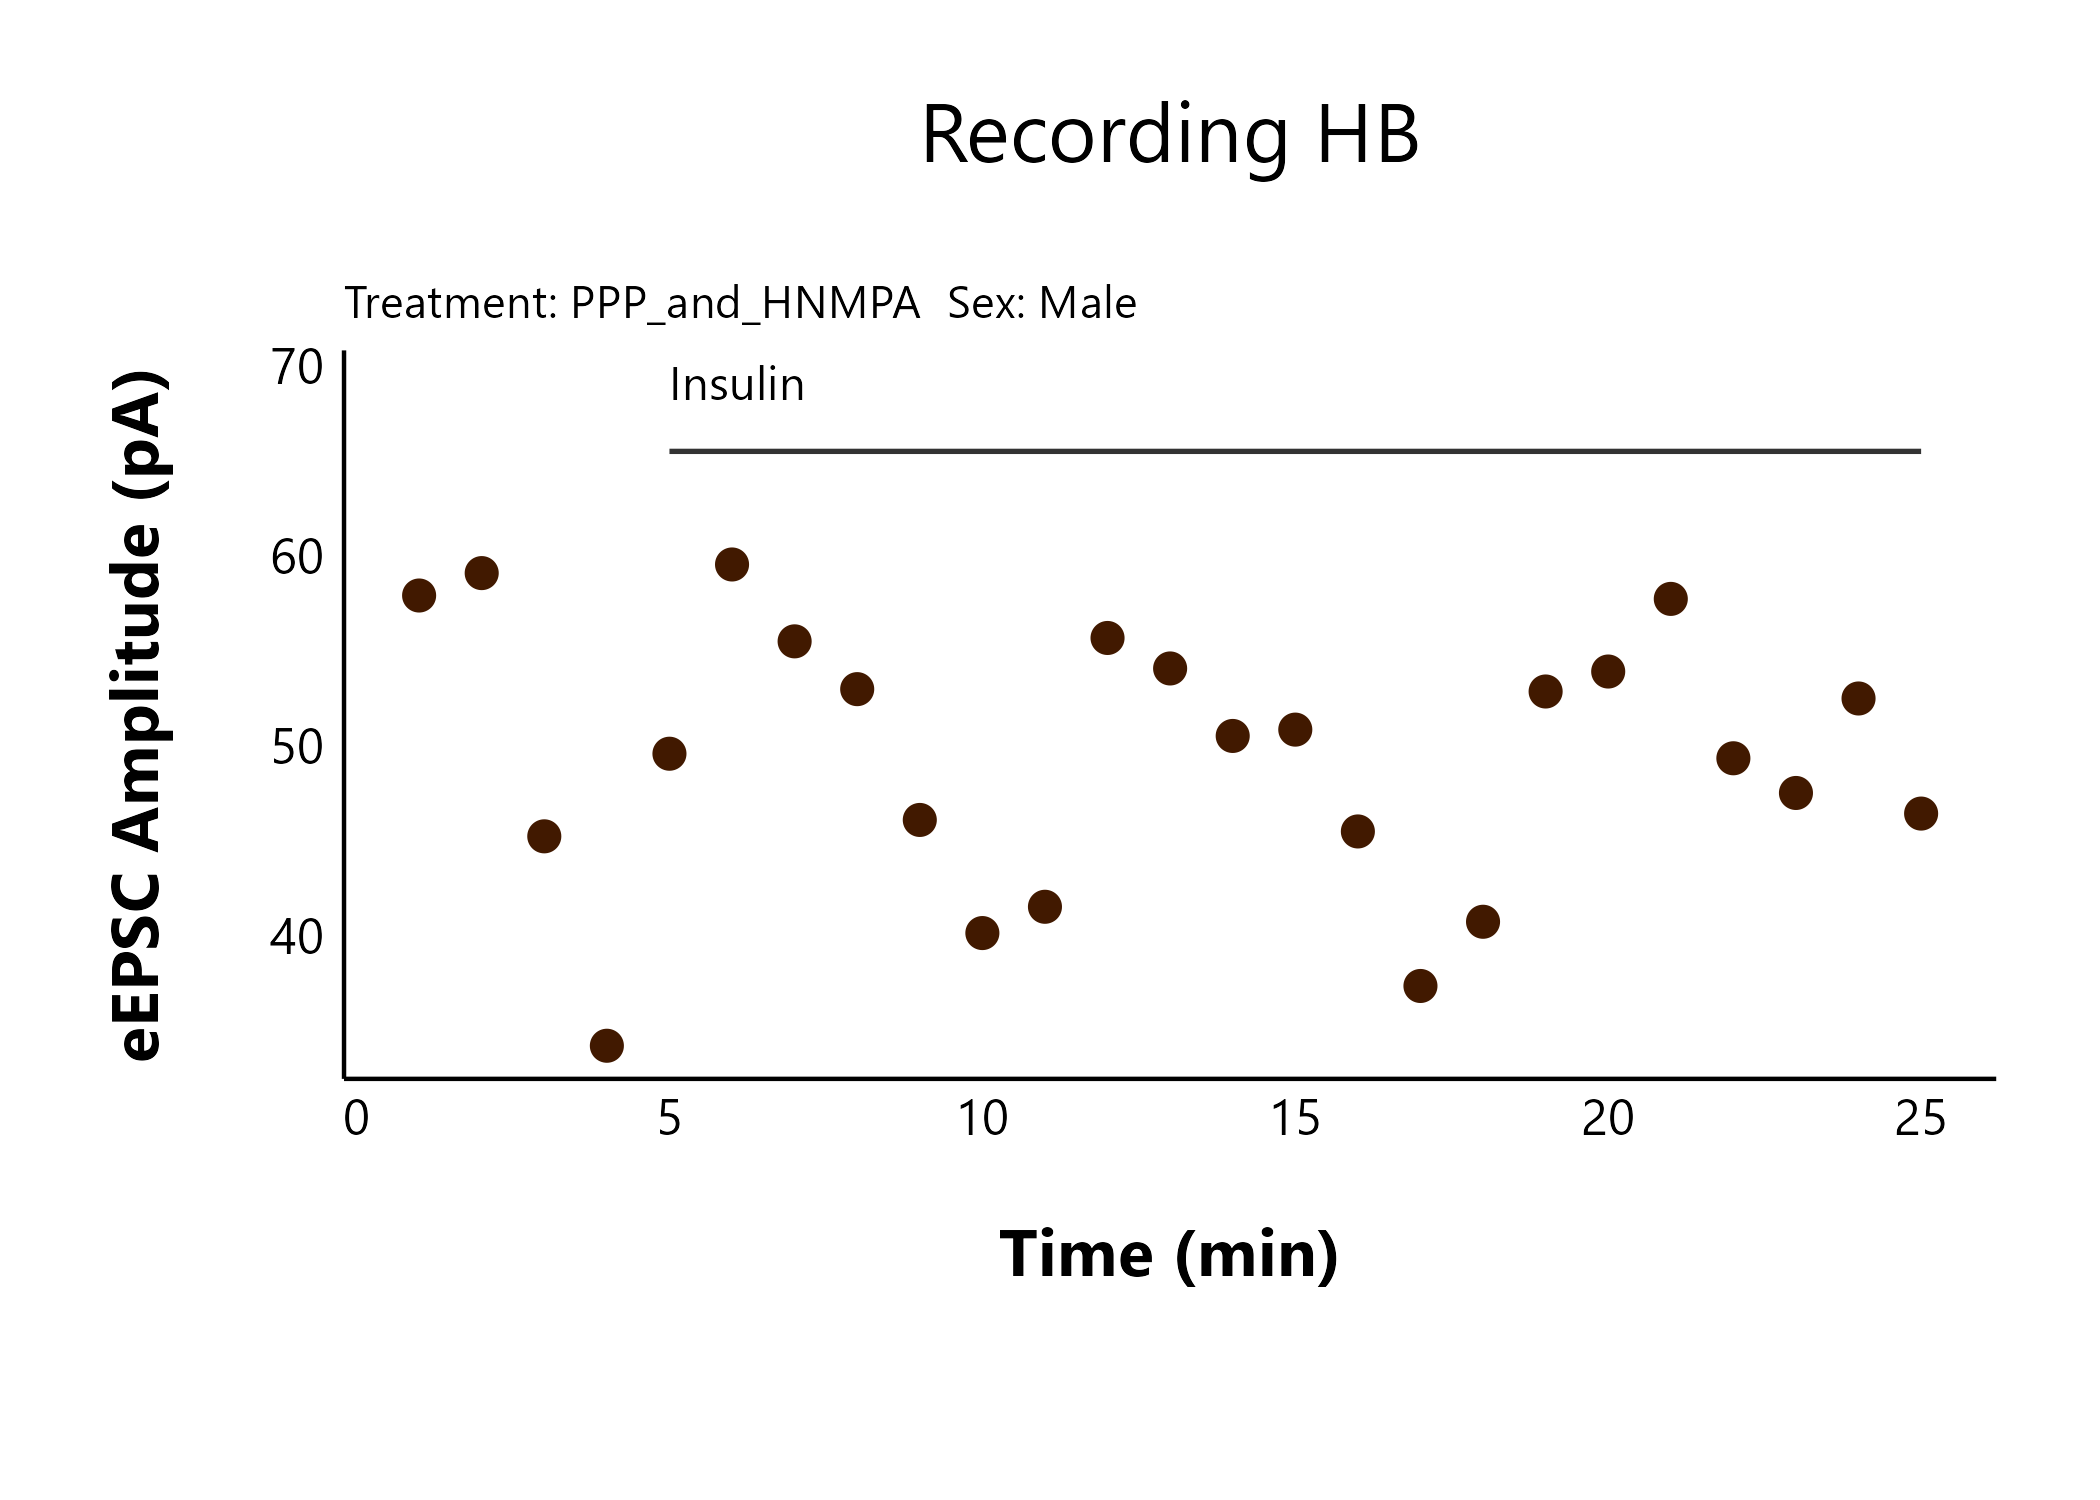 Recording HB
Treatment: PPP_and_HNMPA  Sex: Male
Insulin
eEPSC Amplitude (pA)
70
60
50
40
0 5 10 15 20 25
Time (min)